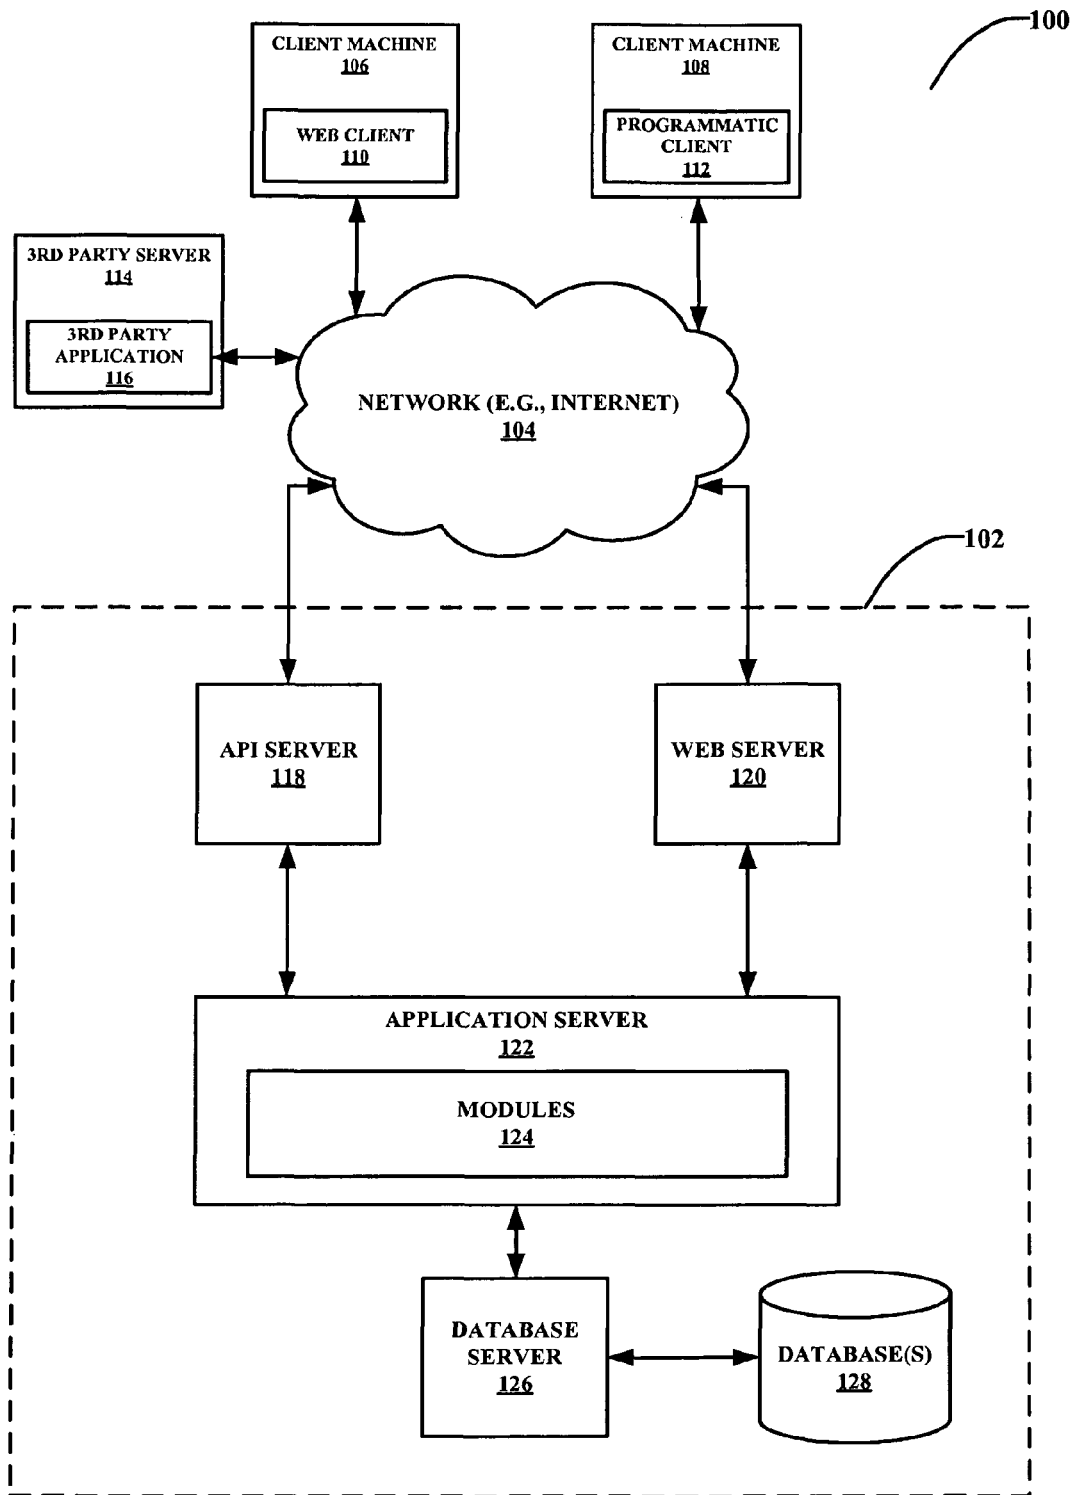 100
CLIENT MACHINE
106
WEB CLIENT
110
CLIENT MACHINE
108
PROGRAMMATIC
CLIENT
112
3RD PARTY SERVER
114
3RD PARTY
APPLICATION
116
NETWORK (E.G., INTERNET)
104
102
API SERVER
118
WEB SERVER
120
APPLICATION SERVER
122
MODULES
124
DATABASE
SERVER
126
DATABASE(S)
128